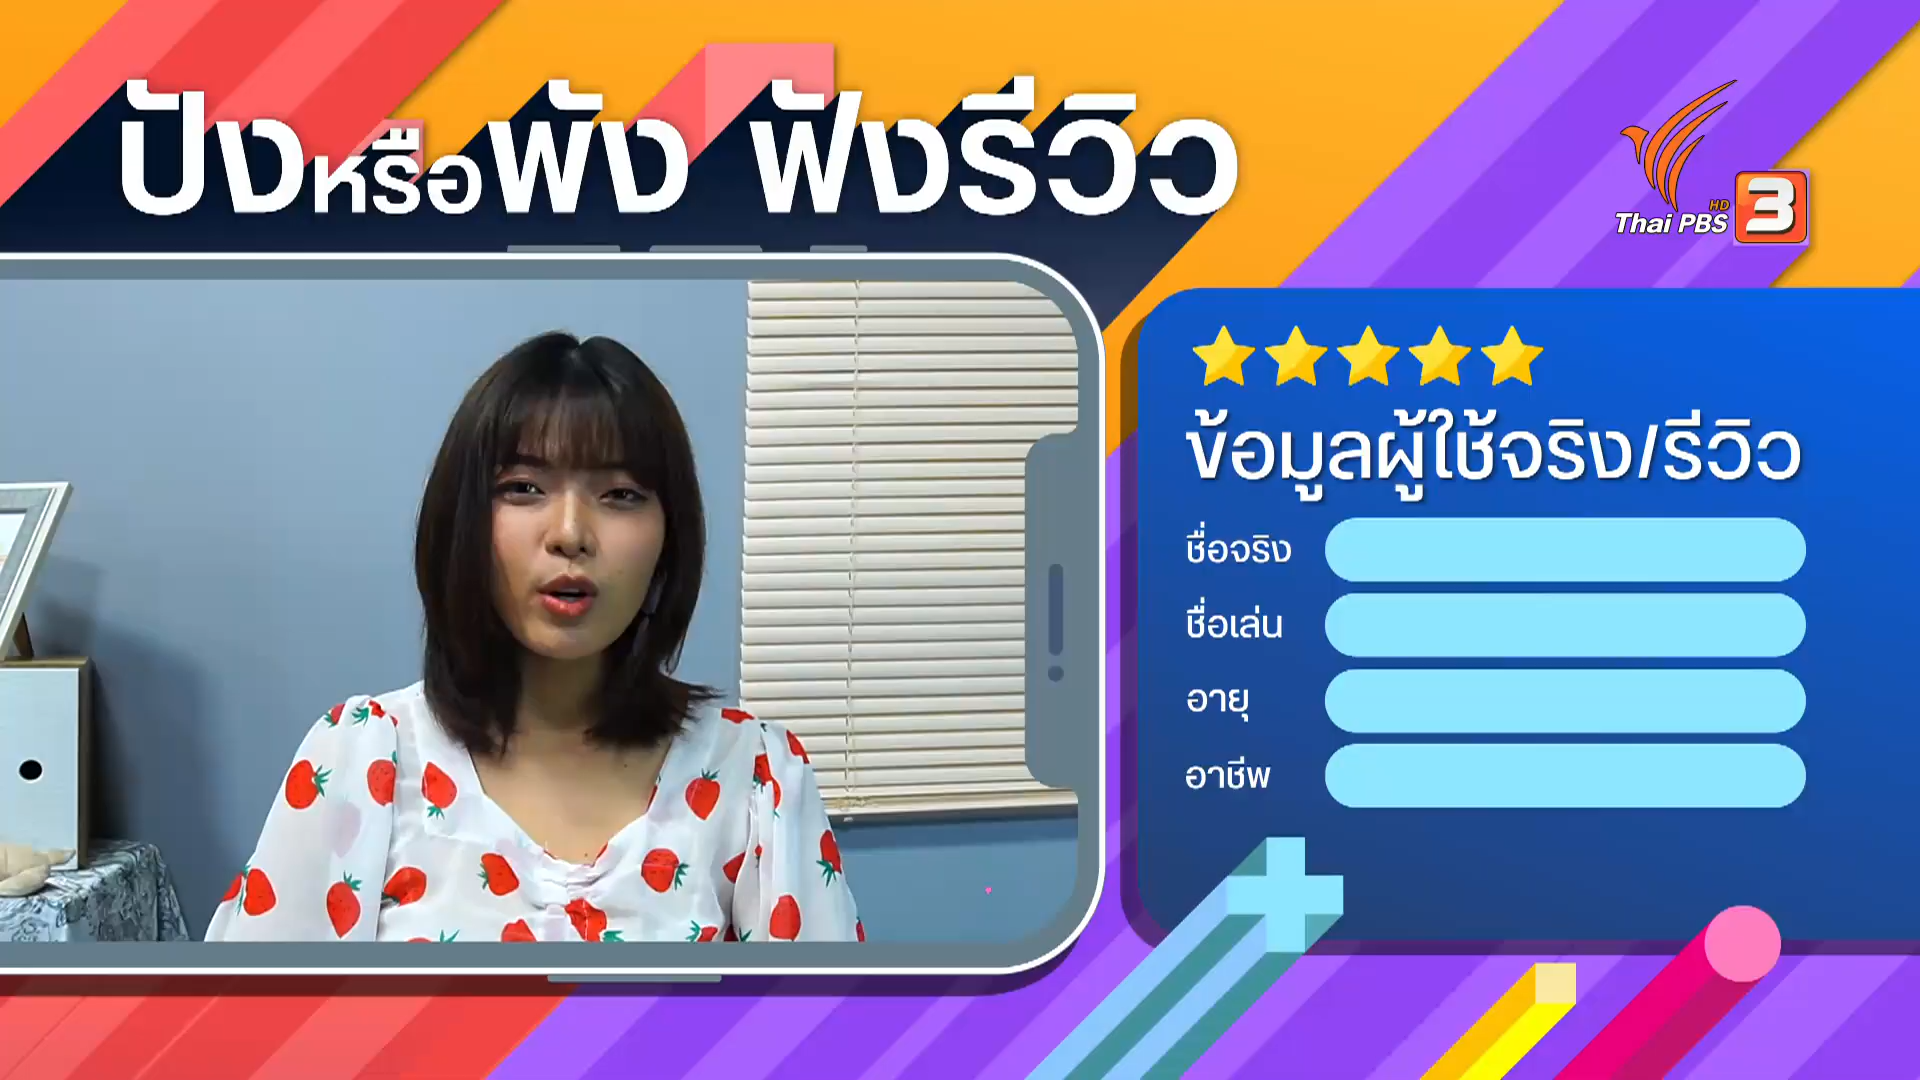 ปังหรือพัง ฟังรีวิว
HD
Thai PBS 3
ข้อมูลผู้ใช้จริง/รีวิว
ชื่อจริง
ชื่อเล่น
อายุ
อาชีพ